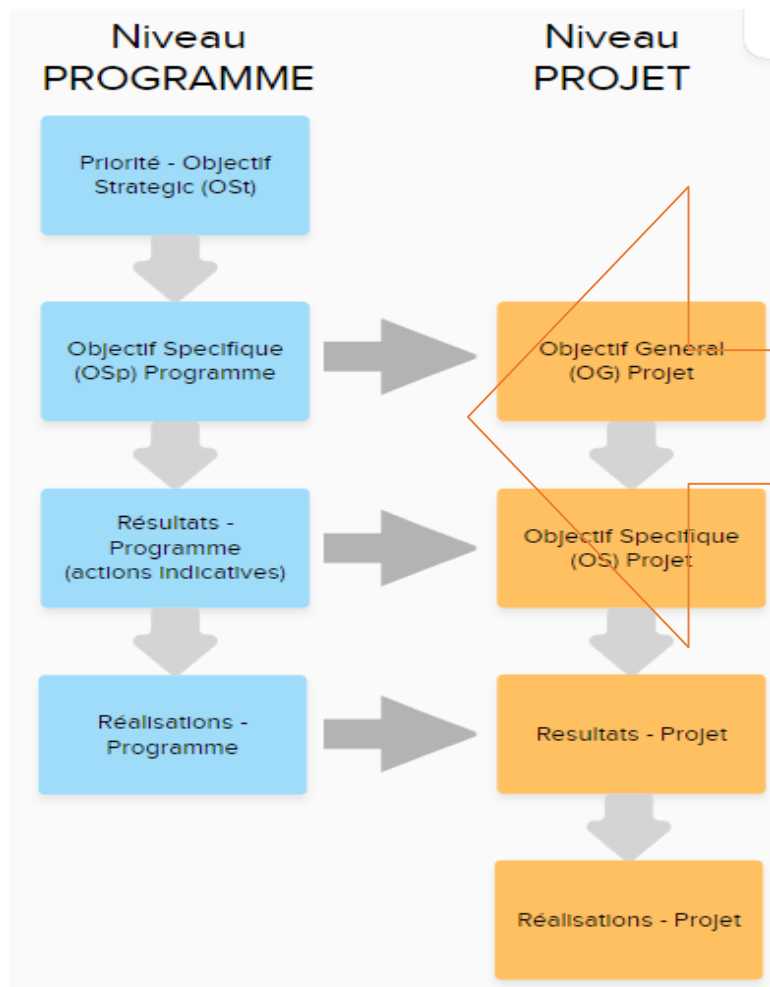 Niveau
PROGRAMME
Niveau
PROJET
Priorité - Objectif
Strategic (OSt)
Objectif Specifique
(OSp) Programme
Objectif General
(OG) Projet
Résultats -
Programme
(actions indicatives)
Objectif Specifique
(OS) Projet
Réalisations -
Programme
Resultats - Projet
Réalisations - Projet